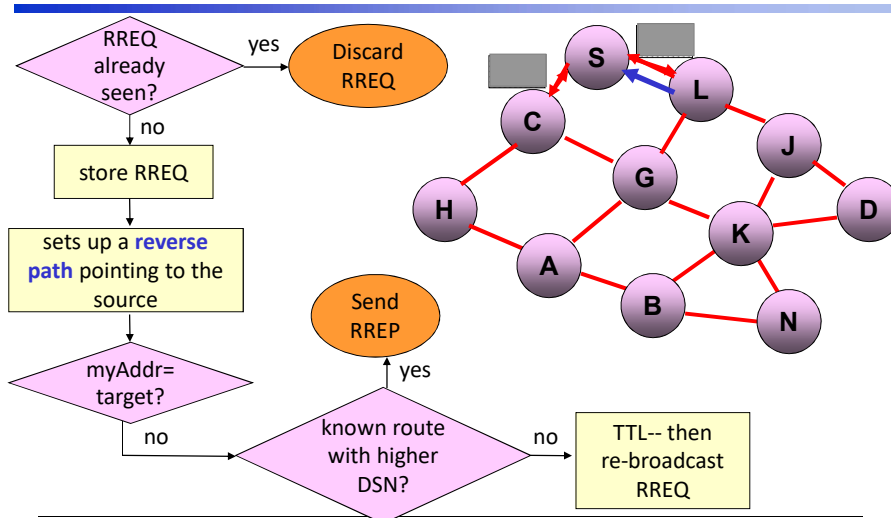 RREQ
already
seen?
yes
Discard
RREQ
no
store RREQ
sets up a reverse
path pointing to the
source
myAddr=
target?
no
known route
with higher
DSN?
yes
Send
RREP
no
TTL-- then
re-broadcast
RREQ
S
L
C
J
G
H
D
K
A
B
N